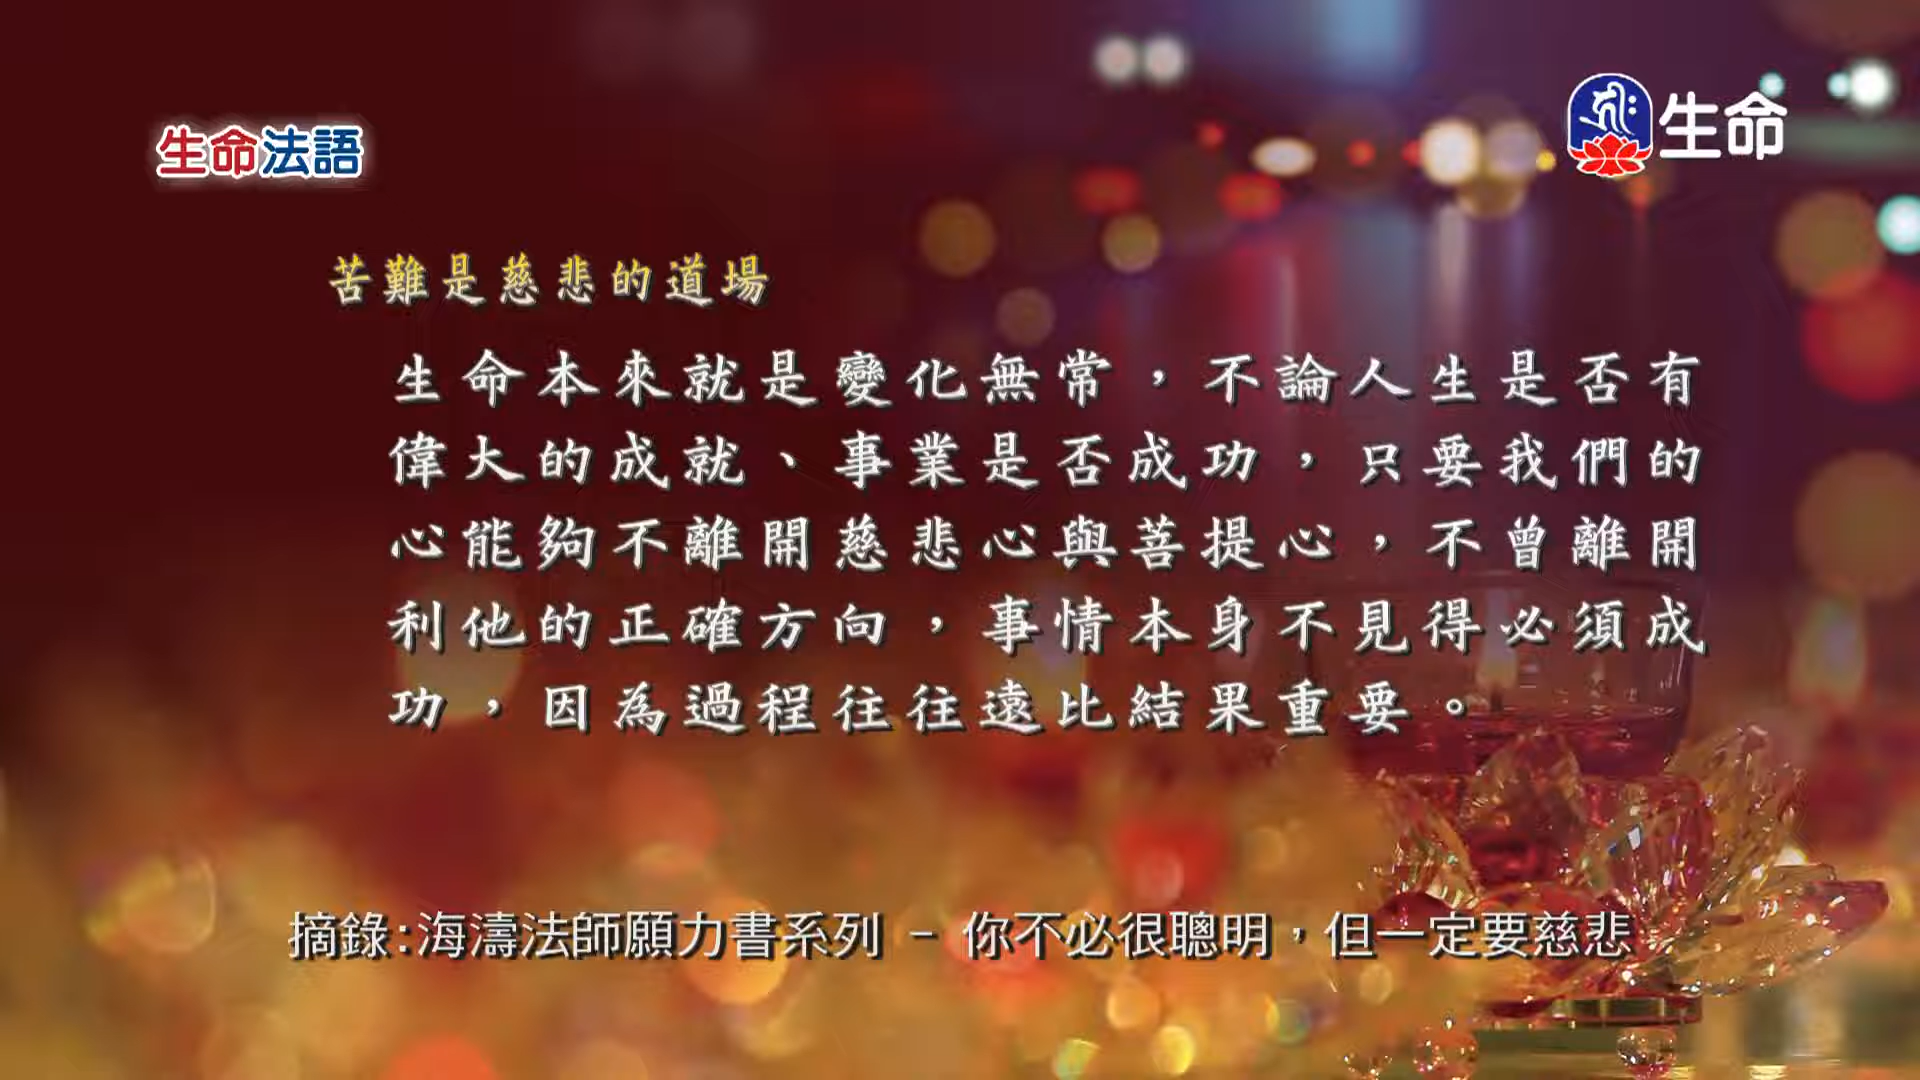 生命法語
生命
苦難是慈悲的道場
生命本來就是變化無常，不論人生是否有
偉大的成就、事業是否成功，只要我們的
心能夠不離開慈悲心與菩提心，不曾離開
利他的正確方向，事情本身不見得必須成
功，因為過程往往遠比結果重要。
摘錄:海濤法師願力書系列 - 你不必很聰明，但一定要慈悲